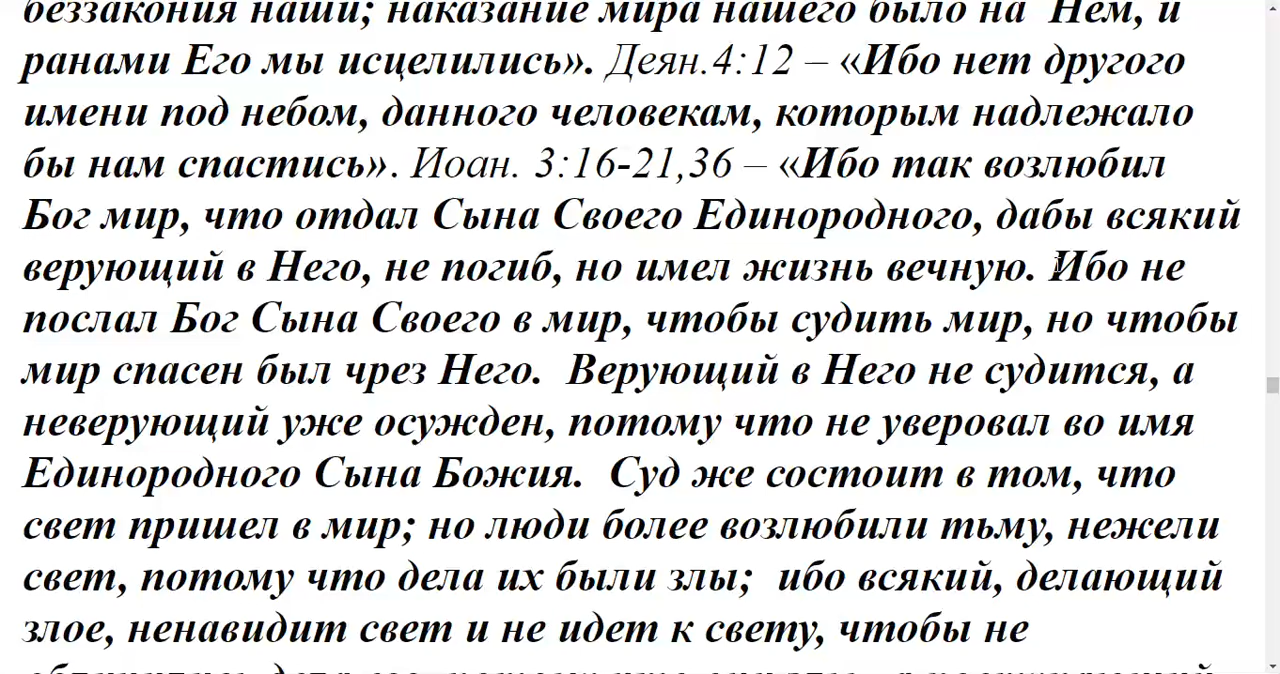 беззакония наши; наказание мира нашего было на Нем, и
ранами Его мы исцелились». Деян.4:12 – «Ибо нет другого
имени под небом, данного человекам, которым надлежало
бы нам спастись». Иоан. 3:16-21,36 – «Ибо так возлюбил
Бог мир, что отдал Сына Своего Единородного, дабы всякий
верующий в Него, не погиб, но имел жизнь вечную. Ибо не
послал Бог Сына Своего в мир, чтобы судить мир, но чтобы
мир спасен был чрез Него. Верующий в Него не судится, а
неверующий уже осужден, потому что не уверовал во имя
Единородного Сына Божия. Суд же состоит в том, что
свет пришел в мир; но люди более возлюбили тьму, нежели
свет, потому что дела их были злы; ибо всякий, делающий
злое, ненавидит свет и не идет к свету, чтобы не